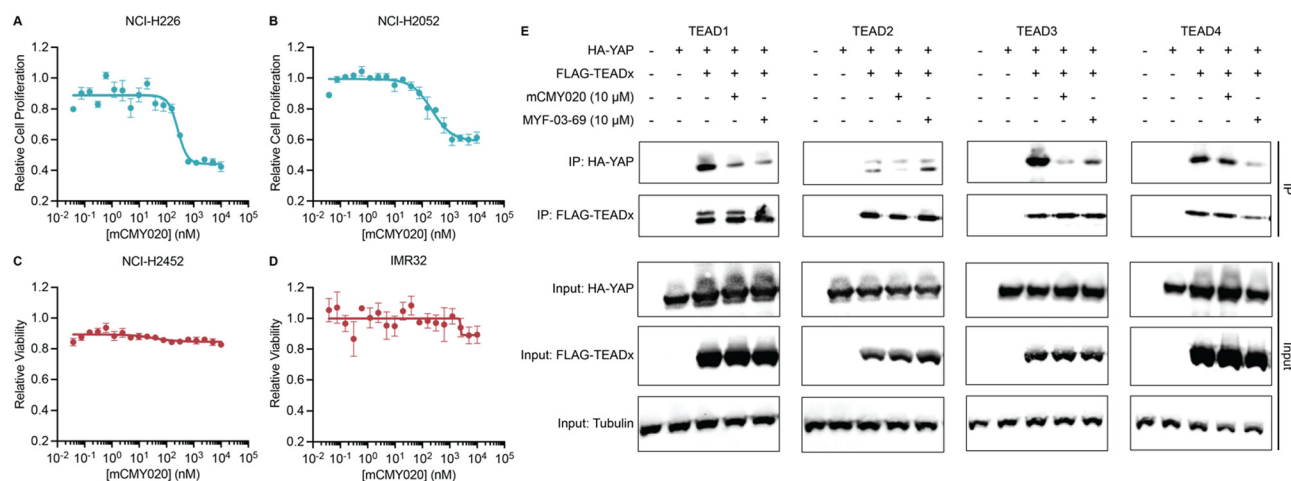 A
NCI-H226
Relative Cell Proliferation
1.2
1.0
0.8
0.6
0.4
0.2
10⁻² 10⁻¹ 10⁰ 10¹ 10² 10³ 10⁴ 10⁵
[mCMY020] (nM)
B
NCI-H2052
Relative Cell Proliferation
1.2
1.0
0.8
0.6
0.4
0.2
10⁻² 10⁻¹ 10⁰ 10¹ 10² 10³ 10⁴ 10⁵
[mCMY020] (nM)
C
NCI-H2452
Relative Viability
1.2
1.0
0.8
0.6
0.4
0.2
10⁻² 10⁻¹ 10⁰ 10¹ 10² 10³ 10⁴ 10⁵
[mCMY020] (nM)
D
IMR32
Relative Viability
1.2
1.0
0.8
0.6
0.4
0.2
10⁻² 10⁻¹ 10⁰ 10¹ 10² 10³ 10⁴ 10⁵
[mCMY020] (nM)
E
TEAD1 TEAD2 TEAD3 TEAD4
HA-YAP - + + + + - + + + + - + + + + - + + + +
FLAG-TEADx - - + + + - - + + + - - + + + - - + + +
mCMY020 (10 μM) - - - + - - - - + - - - - + - - - - + -
MYF-03-69 (10 μM) - - - - + - - - - + - - - - + - - - - +
IP: HA-YAP
IP: FLAG-TEADx
IP
Input: HA-YAP
Input: FLAG-TEADx
Input: Tubulin
Input